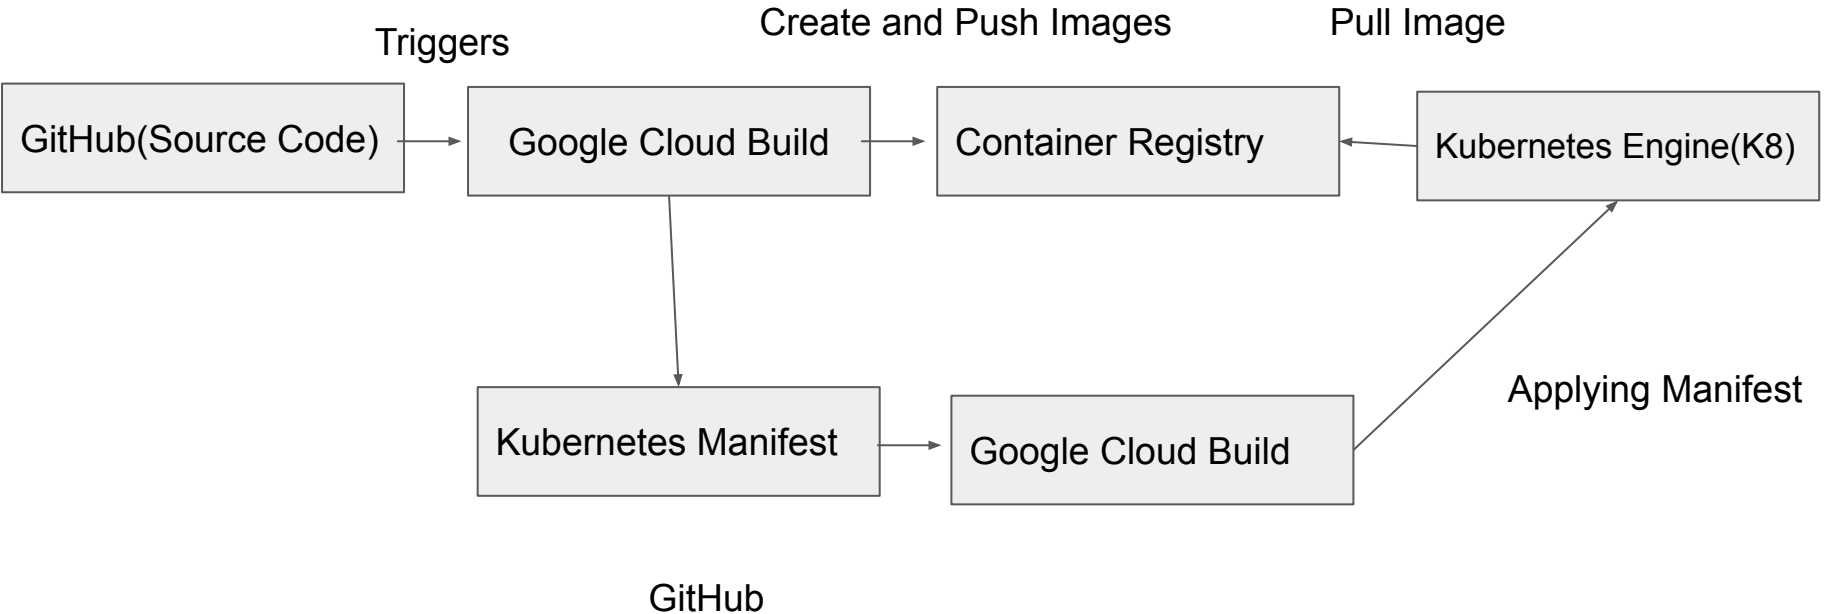 Triggers
Create and Push Images
Pull Image
GitHub(Source Code)
Google Cloud Build
Container Registry
Kubernetes Engine(K8)
Applying Manifest
Kubernetes Manifest
Google Cloud Build
GitHub